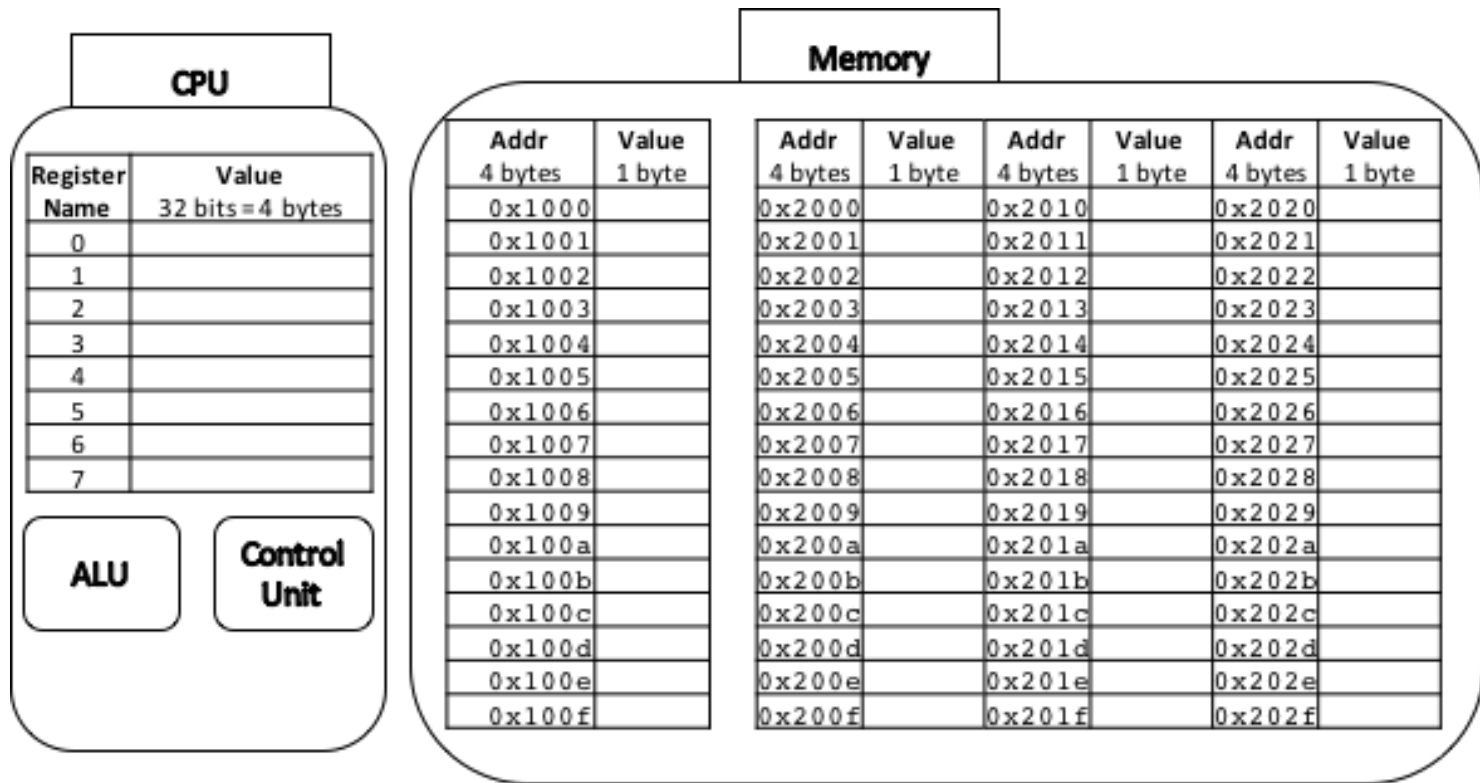 CPU
Register Value
Name 32 bits = 4 bytes
0
1
2
3
4
5
6
7
ALU
Control
Unit
Memory
Addr Value Addr Value Addr Value Addr Value
4 bytes 1 byte 4 bytes 1 byte 4 bytes 1 byte 4 bytes 1 byte
0x1000 0x2000 0x2010 0x2020
0x1001 0x2001 0x2011 0x2021
0x1002 0x2002 0x2012 0x2022
0x1003 0x2003 0x2013 0x2023
0x1004 0x2004 0x2014 0x2024
0x1005 0x2005 0x2015 0x2025
0x1006 0x2006 0x2016 0x2026
0x1007 0x2007 0x2017 0x2027
0x1008 0x2008 0x2018 0x2028
0x1009 0x2009 0x2019 0x2029
0x100a 0x200a 0x201a 0x202a
0x100b 0x200b 0x201b 0x202b
0x100c 0x200c 0x201c 0x202c
0x100d 0x200d 0x201d 0x202d
0x100e 0x200e 0x201e 0x202e
0x100f 0x200f 0x201f 0x202f